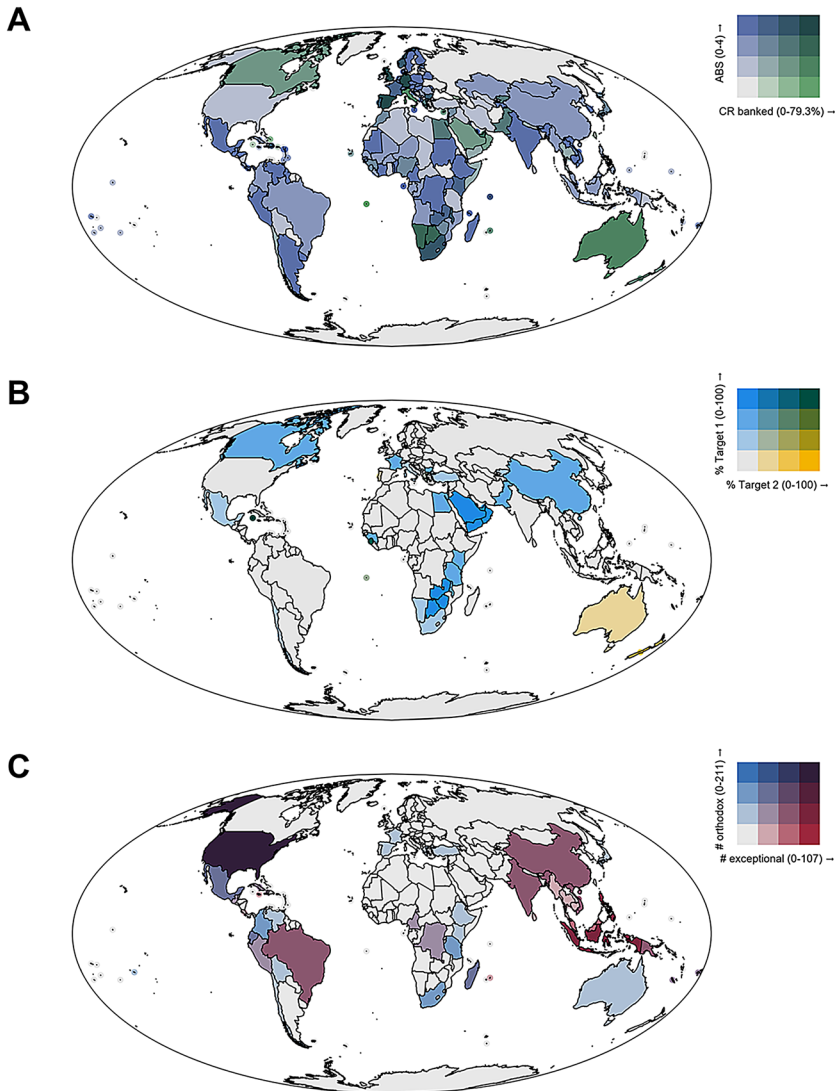 A
ABS (0-4) →
CR banked (0-79.3%) →
B
% Target 1 (0-100) →
% Target 2 (0-100) →
C
# orthodox (0-211) →
# exceptional (0-107) →